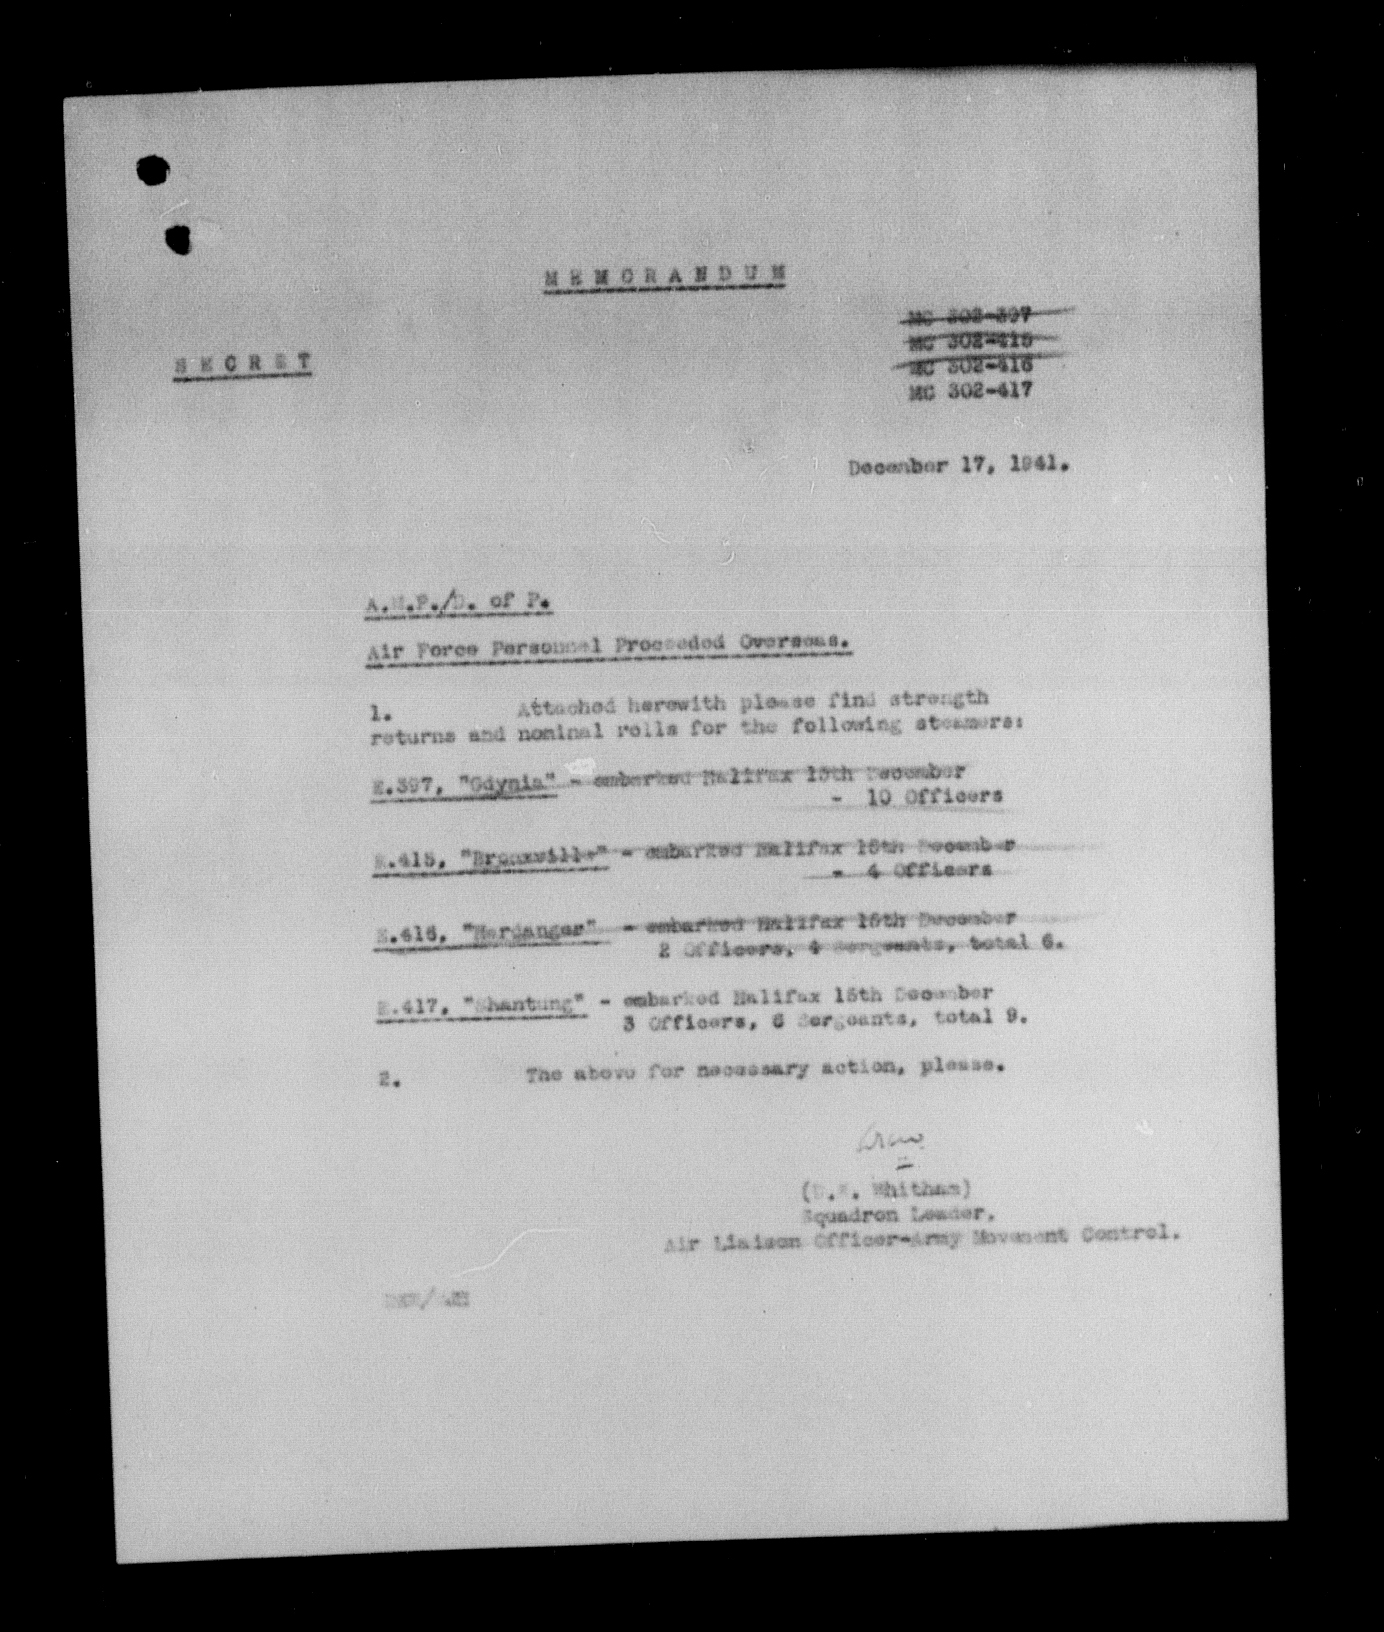 MEMORANDUM
MC 302-397
MC 302-415
SECRET
MC 302-416
MC 302-417
December 17, 1941.
A.M.P./D. of P.
Air Force Personnel Proceeded Overseas.
1. Attached herewith please find strength
returns and nominal rolls for the following steamers:
E.397, "Gdynia" - embarked Halifax 15th December
- 10 Officers
E.415, "Bronxville" - embarked Halifax 15th December
- 4 Officers
E.416, "Hardanger" - embarked Halifax 15th December
2 Officers, 4 Sergeants, total 6.
E.417, "Shantung" - embarked Halifax 15th December
3 Officers, 6 Sergeants, total 9.
2. The above for necessary action, please.
Whitham)
Squadron Leader.
Air Liaison Officer-Army Movement Control.